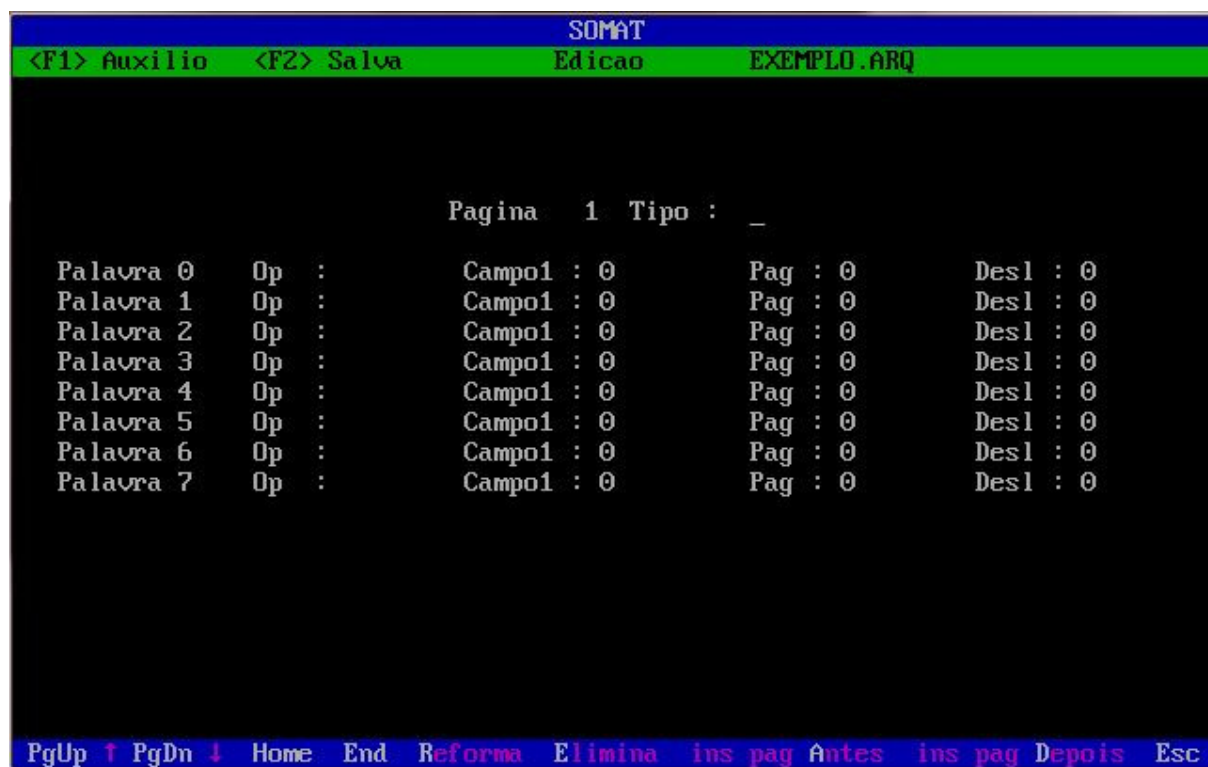 SOMAT
<F1> Auxilio <F2> Salva Edicao EXEMPLO.ARQ
Pagina 1 Tipo : _
Palavra 0 Op : Campo1 : 0 Pag : 0 Desl : 0
Palavra 1 Op : Campo1 : 0 Pag : 0 Desl : 0
Palavra 2 Op : Campo1 : 0 Pag : 0 Desl : 0
Palavra 3 Op : Campo1 : 0 Pag : 0 Desl : 0
Palavra 4 Op : Campo1 : 0 Pag : 0 Desl : 0
Palavra 5 Op : Campo1 : 0 Pag : 0 Desl : 0
Palavra 6 Op : Campo1 : 0 Pag : 0 Desl : 0
Palavra 7 Op : Campo1 : 0 Pag : 0 Desl : 0
PgUp ↑ PgDn ↓ Home End Reforma Elimina ins pag Antes ins pag Depois Esc